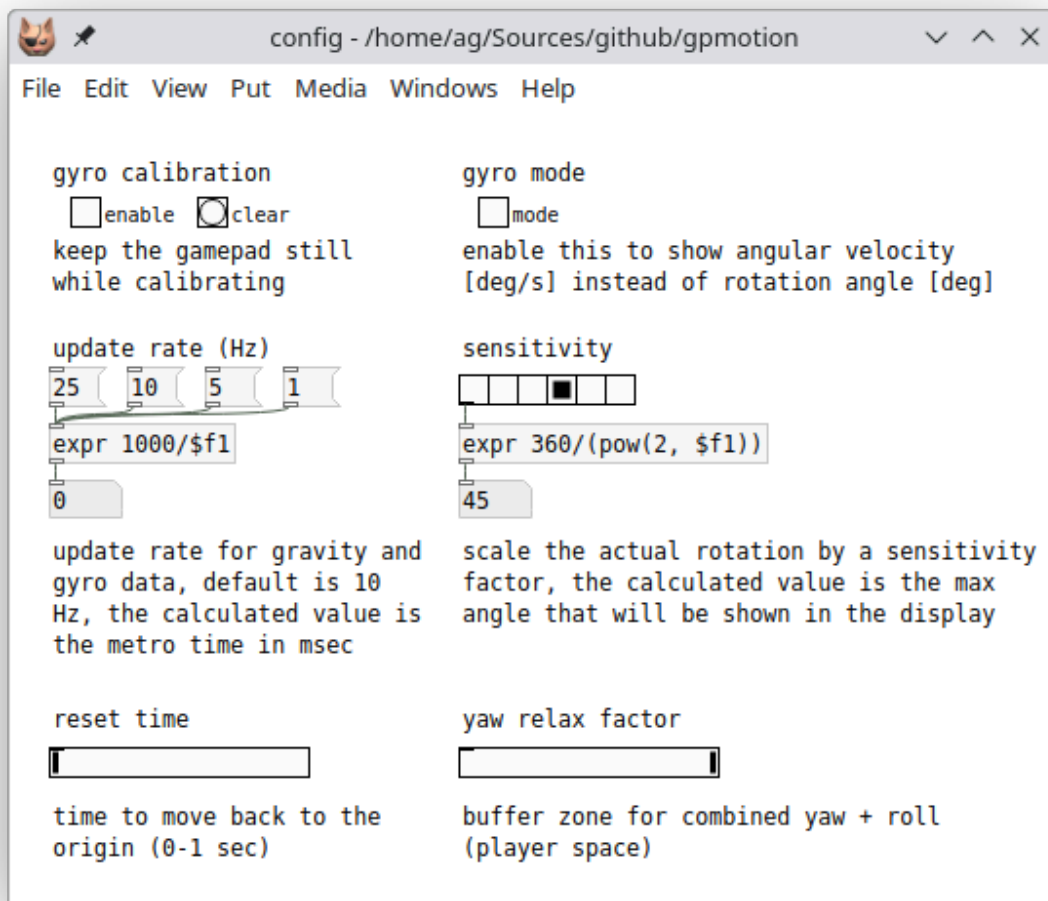 config - /home/ag/Sources/github/gpmotion
File Edit View Put Media Windows Help
gyro calibration
enable clear
keep the gamepad still
while calibrating
gyro mode
mode
enable this to show angular velocity
[deg/s] instead of rotation angle [deg]
update rate (Hz)
25 10 5 1
expr 1000/$f1
0
update rate for gravity and
gyro data, default is 10
Hz, the calculated value is
the metro time in msec
sensitivity
expr 360/(pow(2, $f1))
45
scale the actual rotation by a sensitivity
factor, the calculated value is the max
angle that will be shown in the display
reset time
time to move back to the
origin (0-1 sec)
yaw relax factor
buffer zone for combined yaw + roll
(player space)